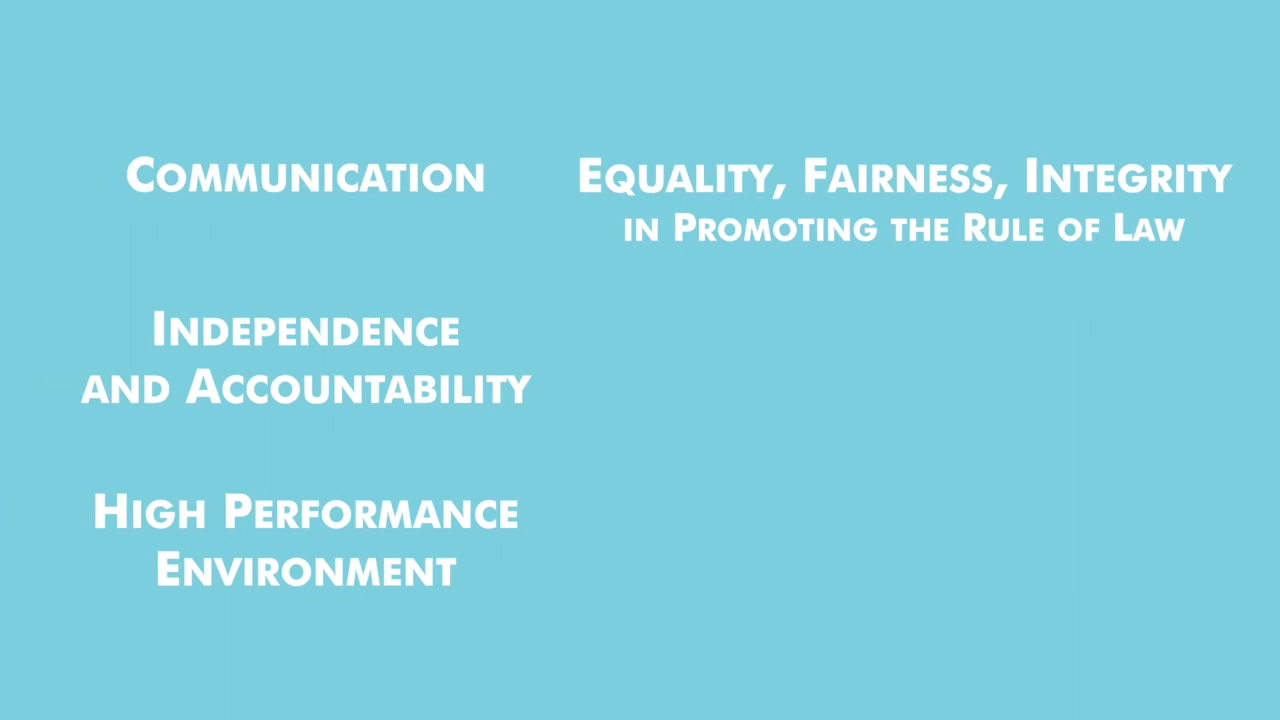 Communication
Independence
and Accountability
High Performance
Environment
Equality, Fairness, Integrity
in Promoting the Rule of Law